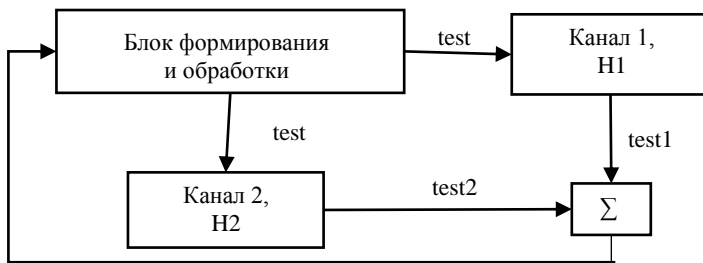 Блок формирования
и обработки
test
Канал 1,
H1
test
test1
Канал 2,
H2
test2
∑